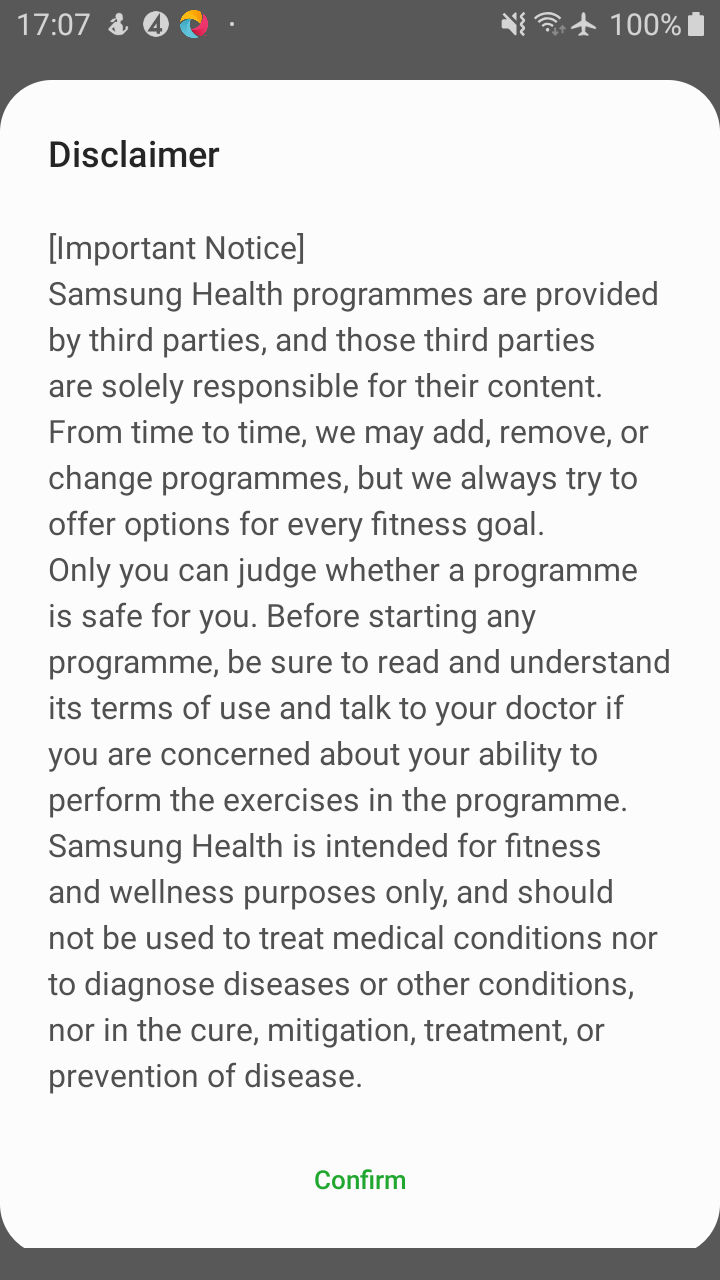 17:07
100%
Disclaimer
[Important Notice]
Samsung Health programmes are provided
by third parties, and those third parties
are solely responsible for their content.
From time to time, we may add, remove, or
change programmes, but we always try to
offer options for every fitness goal.
Only you can judge whether a programme
is safe for you. Before starting any
programme, be sure to read and understand
its terms of use and talk to your doctor if
you are concerned about your ability to
perform the exercises in the programme.
Samsung Health is intended for fitness
and wellness purposes only, and should
not be used to treat medical conditions nor
to diagnose diseases or other conditions,
nor in the cure, mitigation, treatment, or
prevention of disease.
Confirm